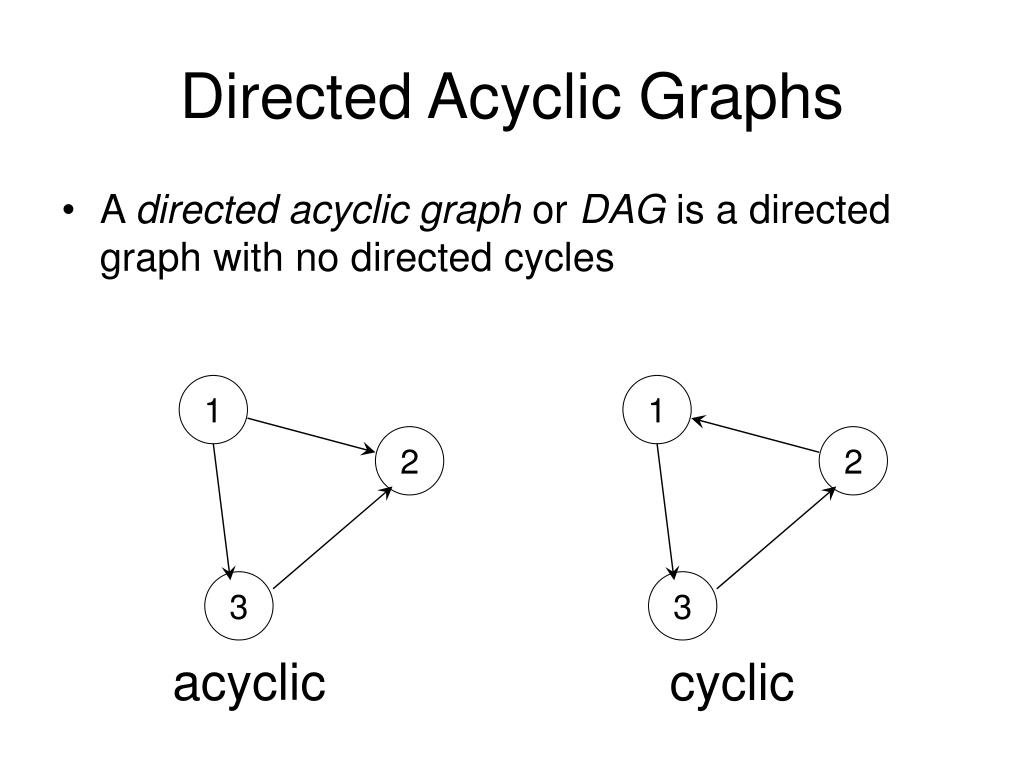 Directed Acyclic Graphs
• A directed acyclic graph or DAG is a directed
graph with no directed cycles
1
2
3
acyclic
1
2
3
cyclic